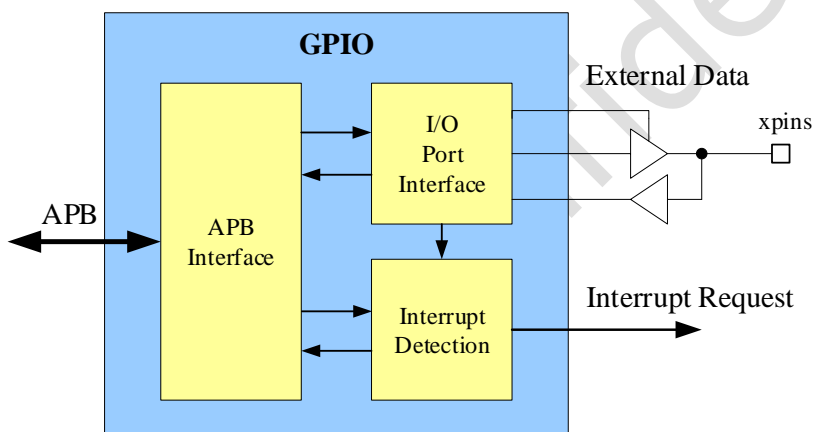 GPIO
External Data
xpins
I/O
Port
Interface
APB
APB
Interface
Interrupt Request
Interrupt
Detection